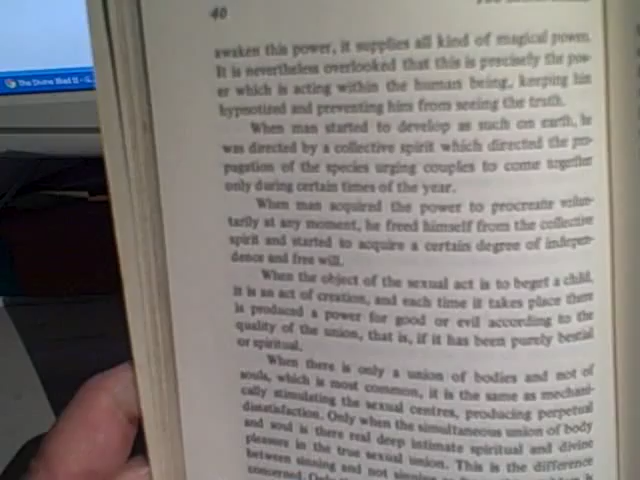 40
awaken this power, it supplies all kind of magical power.
It is nevertheless overlooked that this is precisely the pow-
er which is acting within the human being, keeping him
hypnotized and preventing him from seeing the truth.
When man started to develop as such on earth, he
was directed by a collective spirit which directed the pro-
pagation of the species urging couples to come together
only during certain times of the year.
When man acquired the power to procreate volun-
tarily at any moment, he freed himself from the collective
spirit and started to acquire a certain degree of indepen-
dence and free will.
When the object of the sexual act is to beget a child,
it is an act of creation, and each time it takes place there
is produced a power for good or evil according to the
quality of the union, that is, if it has been purely bestial
or spiritual.
When there is only a union of bodies and not of
souls, which is most common, it is the same as mechani-
cally stimulating the sexual centres, producing perpetual
dissatisfaction. Only when the simultaneous union of body
and soul is there real deep intimate spiritual and divine
pleasure in the true sexual union. This is the difference
between sinning and not sinning
concerned.